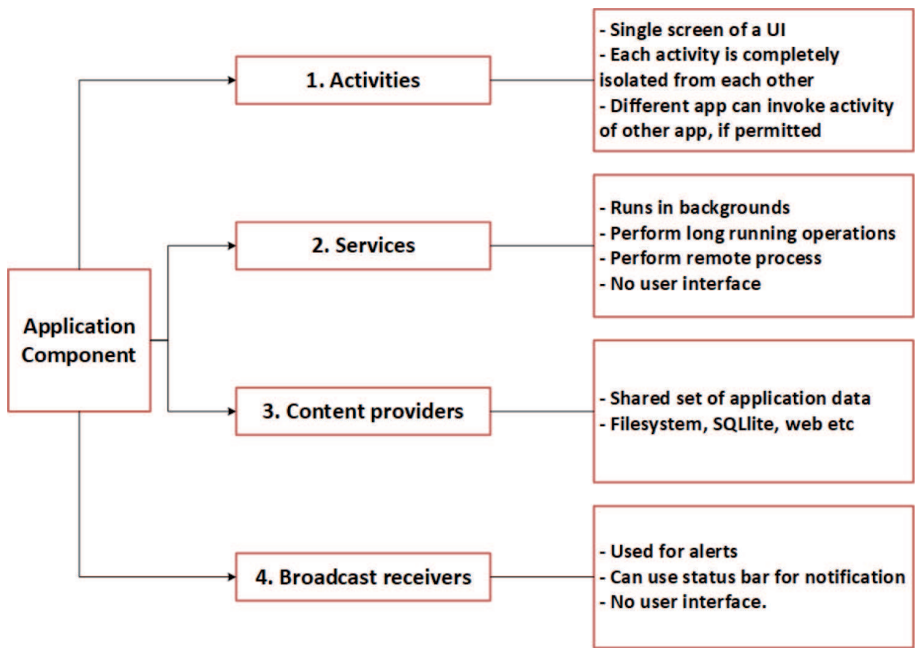 Application
Component
1. Activities
- Single screen of a UI
- Each activity is completely
isolated from each other
- Different app can invoke activity
of other app, if permitted
2. Services
- Runs in backgrounds
- Perform long running operations
- Perform remote process
- No user interface
3. Content providers
- Shared set of application data
- Filesystem, SQLlite, web etc
4. Broadcast receivers
- Used for alerts
- Can use status bar for notification
- No user interface.